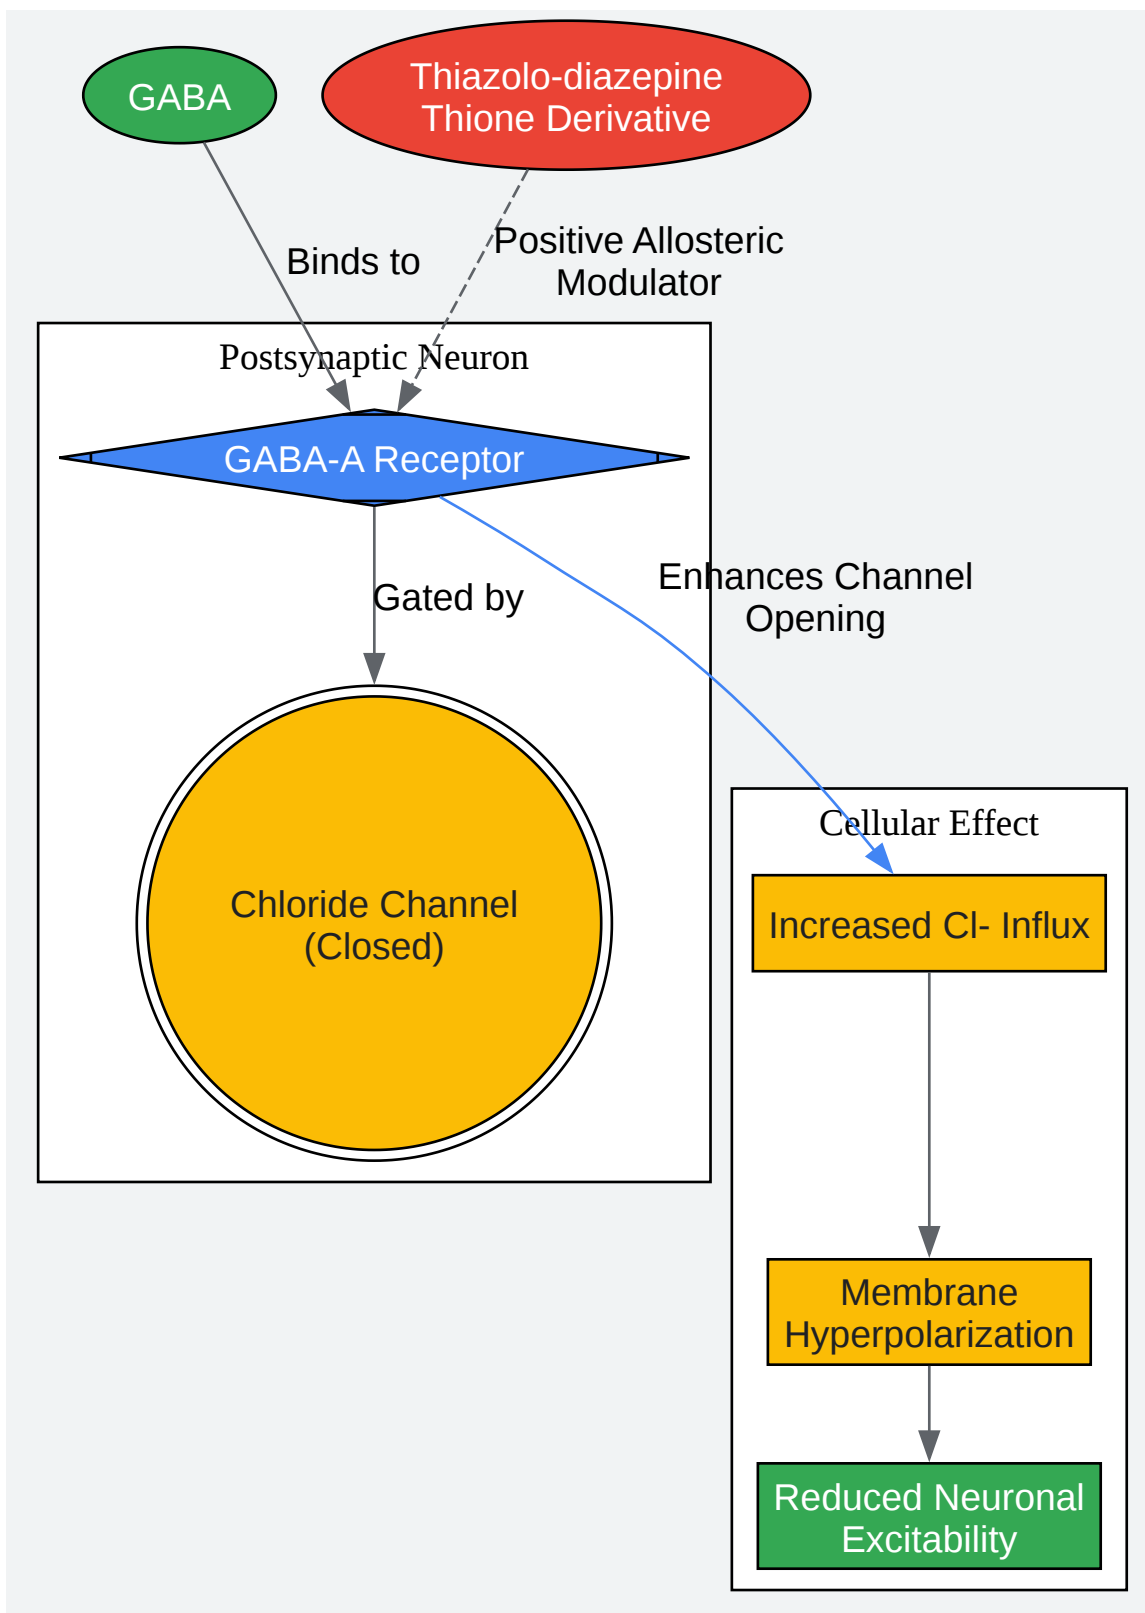 GABA
Thiazolo-diazepine
Thione Derivative
Binds to
Positive Allosteric
Modulator
Postsynaptic Neuron
GABA-A Receptor
Gated by
Enhances Channel
Opening
Chloride Channel
(Closed)
Cellular Effect
Increased Cl- Influx
Membrane
Hyperpolarization
Reduced Neuronal
Excitability